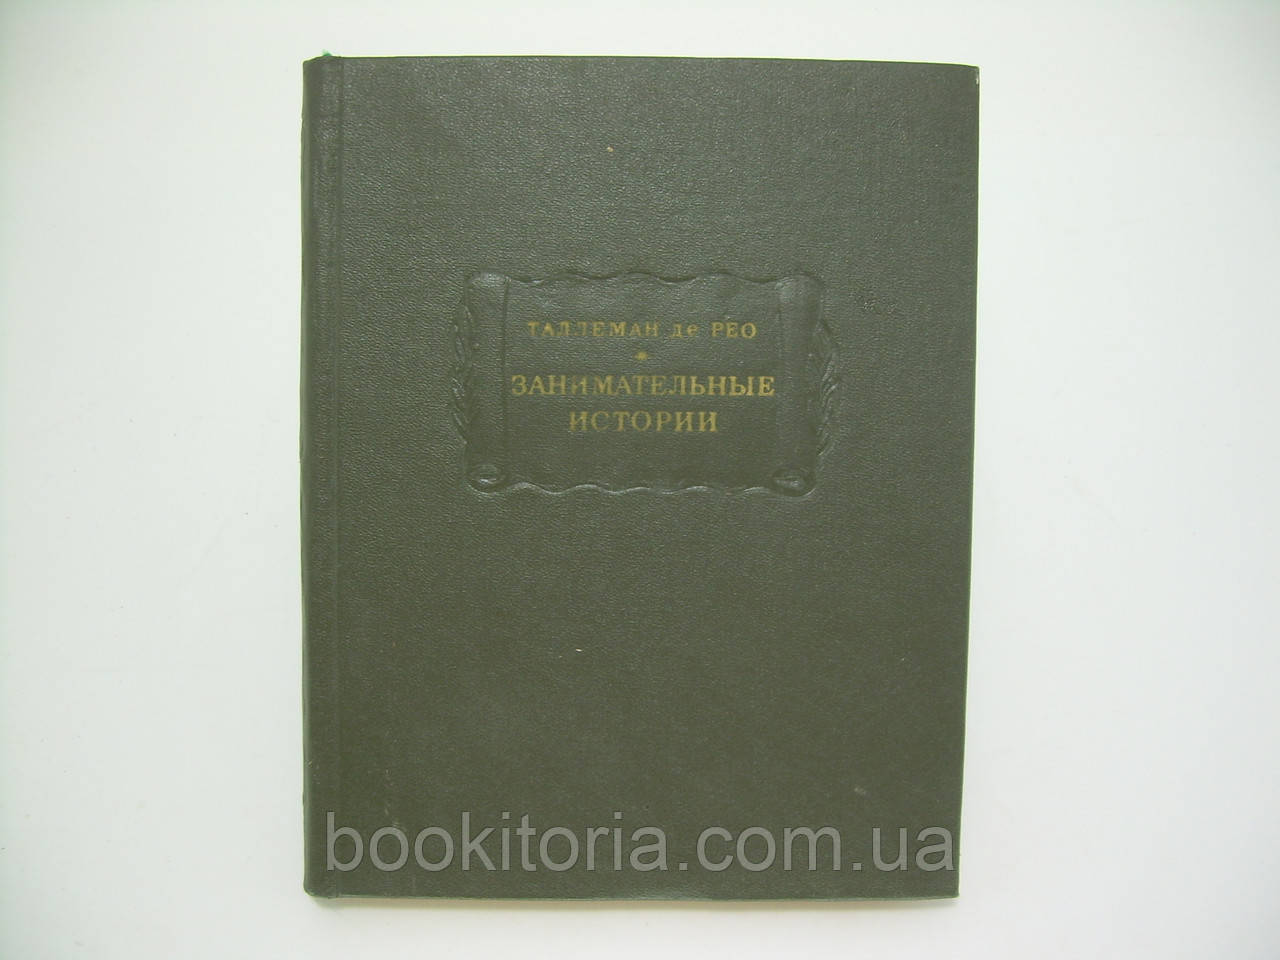 ТАЛЛЕМАН де РЕО
*
ЗАНИМАТЕЛЬНЫЕ
ИСТОРИИ
bookitoria.com.ua